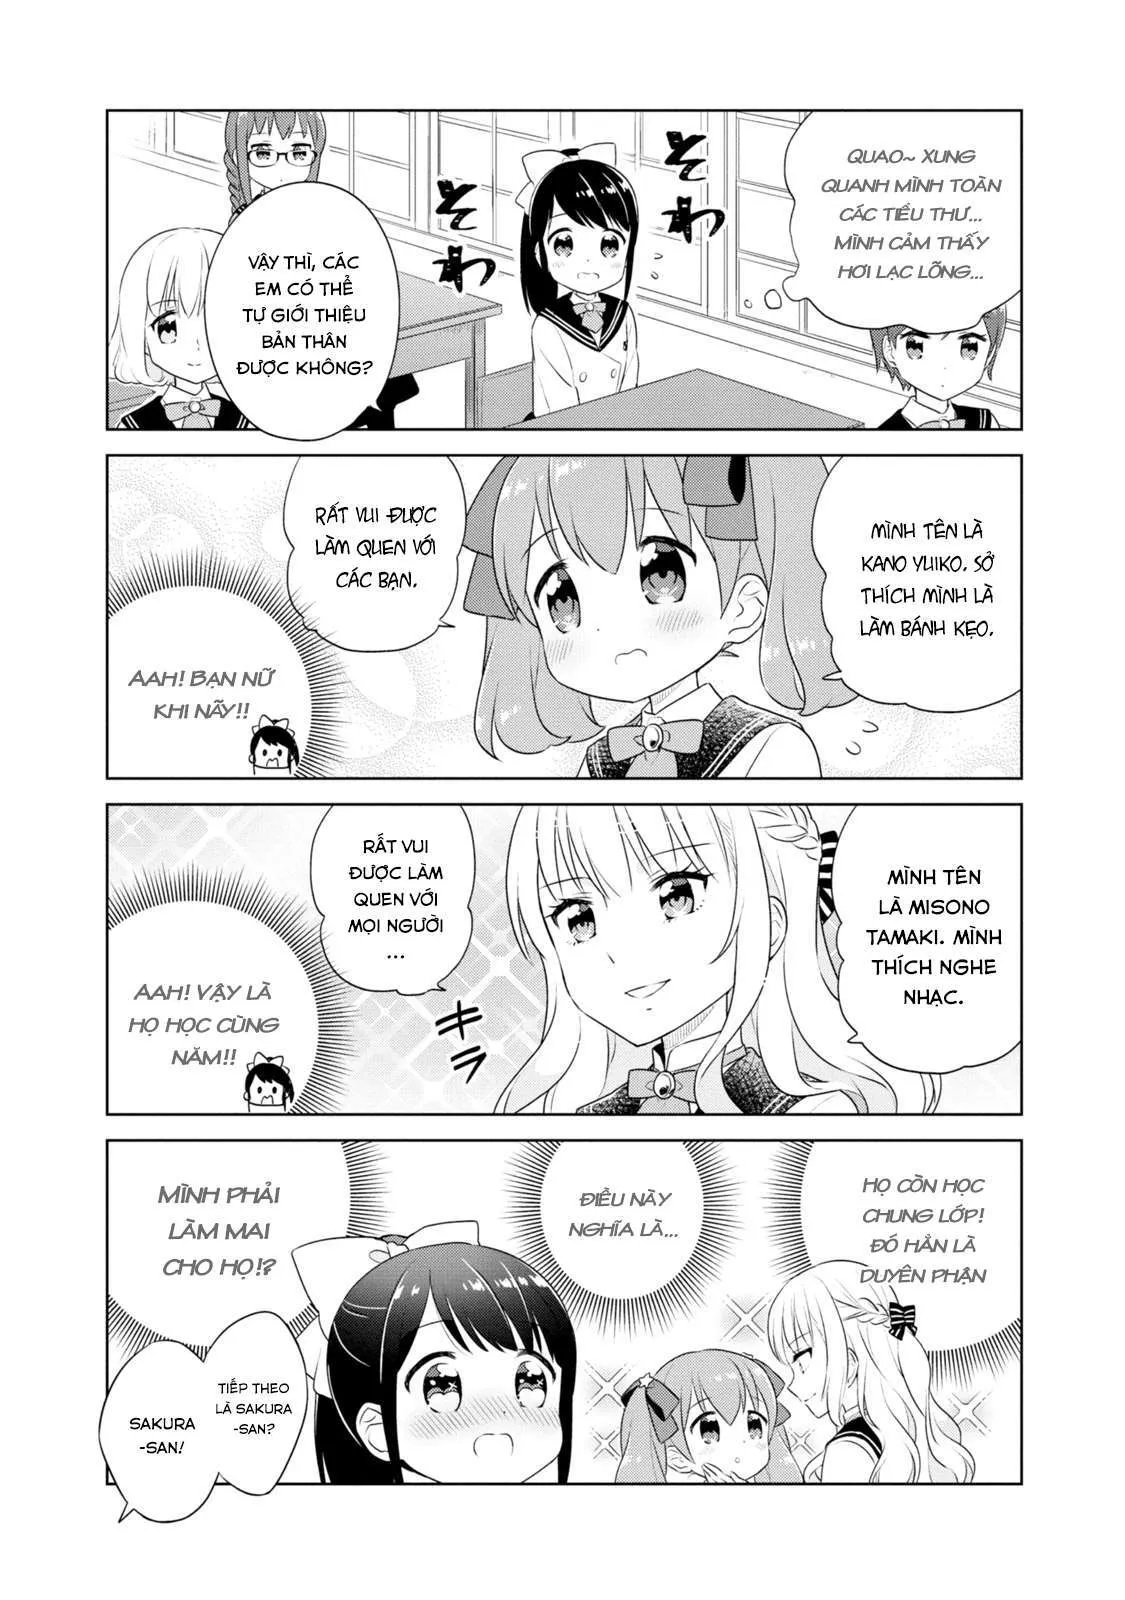 QUAO~ XUNG
QUANH MÌNH TOÀN
CÁC TIỂU THƯ...
MÌNH CẢM THẤY
HƠI LẠC LÕNG...
そわ
そわ
VẬY THÌ, CÁC
EM CÓ THỂ
TỰ GIỚI THIỆU
BẢN THÂN
ĐƯỢC KHÔNG?
MÌNH TÊN LÀ
KANO YUIKO. SỞ
THÍCH MÌNH LÀ
LÀM BÁNH KẸO.
RẤT VUI ĐƯỢC
LÀM QUEN VỚI
CÁC BẠN.
AAH! BẠN NỮ
KHI NÃY!!
MÌNH TÊN
LÀ MISONO
TAMAKI. MÌNH
THÍCH NGHE
NHẠC.
RẤT VUI
ĐƯỢC LÀM
QUEN VỚI
MỌI NGƯỜI
...
キラ
AAH! VẬY LÀ
HỌ HỌC CÙNG
NĂM!!
HỌ CÒN HỌC
CHUNG LỚP!
ĐÓ HẲN LÀ
DUYÊN PHẬN
ĐIỀU NÀY
NGHĨA LÀ...
MÌNH PHẢI
LÀM MAI
CHO HỌ!?
TIẾP THEO
LÀ SAKURA
-SAN?
SAKURA
-SAN!